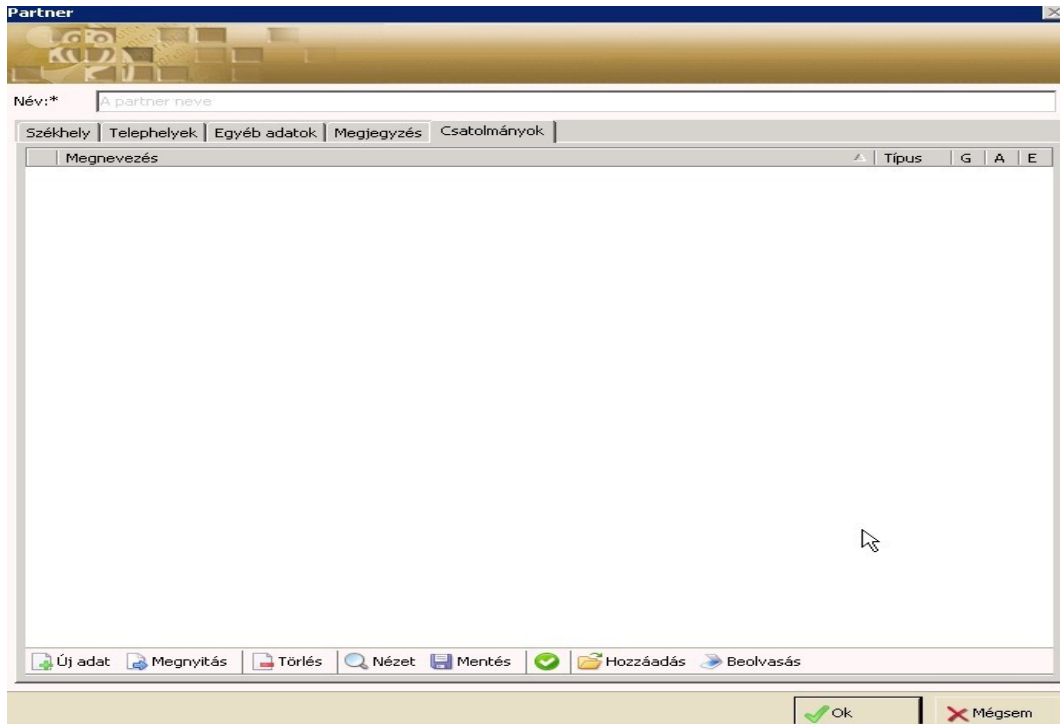 Partner
Név:* A partner neve
Székhely Telephelyek Egyéb adatok Megjegyzés Csatolmányok
Megnevezés Típus G A E
Új adat Megnyitás Törlés Nézet Mentés Hozzáadás Beolvasás
Ok Mégsem